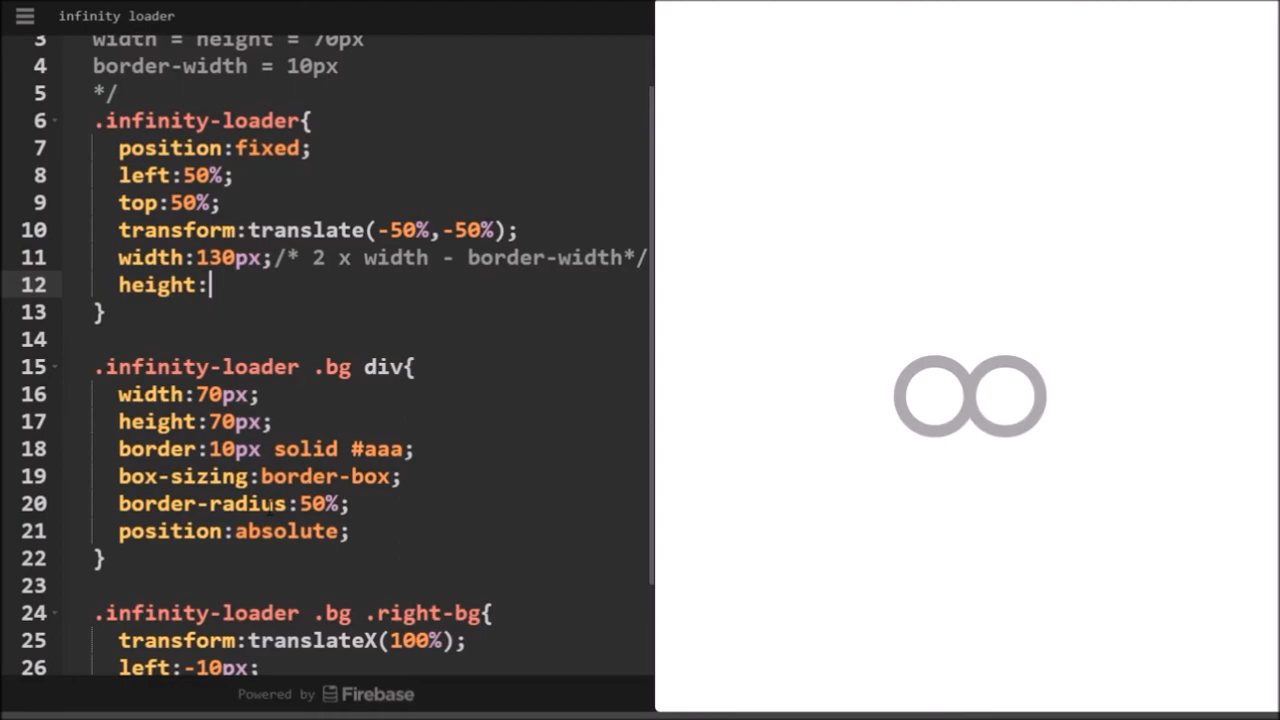 infinity loader
3 width = height = 70px
4 border-width = 10px
5 */
6 .infinity-loader{
7 position:fixed;
8 left:50%;
9 top:50%;
10 transform:translate(-50%,-50%);
11 width:130px;/* 2 x width - border-width*/
12 height:
13 }
14
15 .infinity-loader .bg div{
16 width:70px;
17 height:70px;
18 border:10px solid #aaa;
19 box-sizing:border-box;
20 border-radius:50%;
21 position:absolute;
22 }
23
24 .infinity-loader .bg .right-bg{
25 transform:translateX(100%);
26 left:-10px;
Powered by Firebase